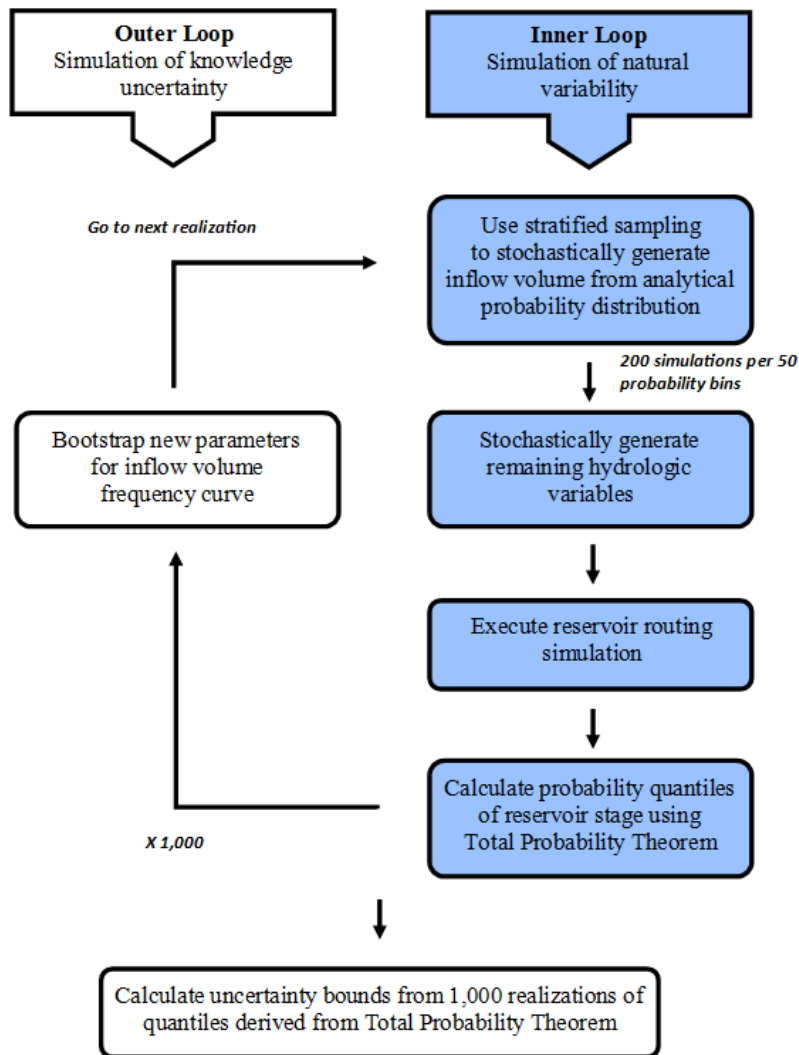 Outer Loop
Simulation of knowledge
uncertainty
Inner Loop
Simulation of natural
variability
Go to next realization
Use stratified sampling
to stochastically generate
inflow volume from analytical
probability distribution
200 simulations per 50
probability bins
Bootstrap new parameters
for inflow volume
frequency curve
Stochastically generate
remaining hydrologic
variables
Execute reservoir routing
simulation
Calculate probability quantiles
of reservoir stage using
Total Probability Theorem
X 1,000
Calculate uncertainty bounds from 1,000 realizations of
quantiles derived from Total Probability Theorem